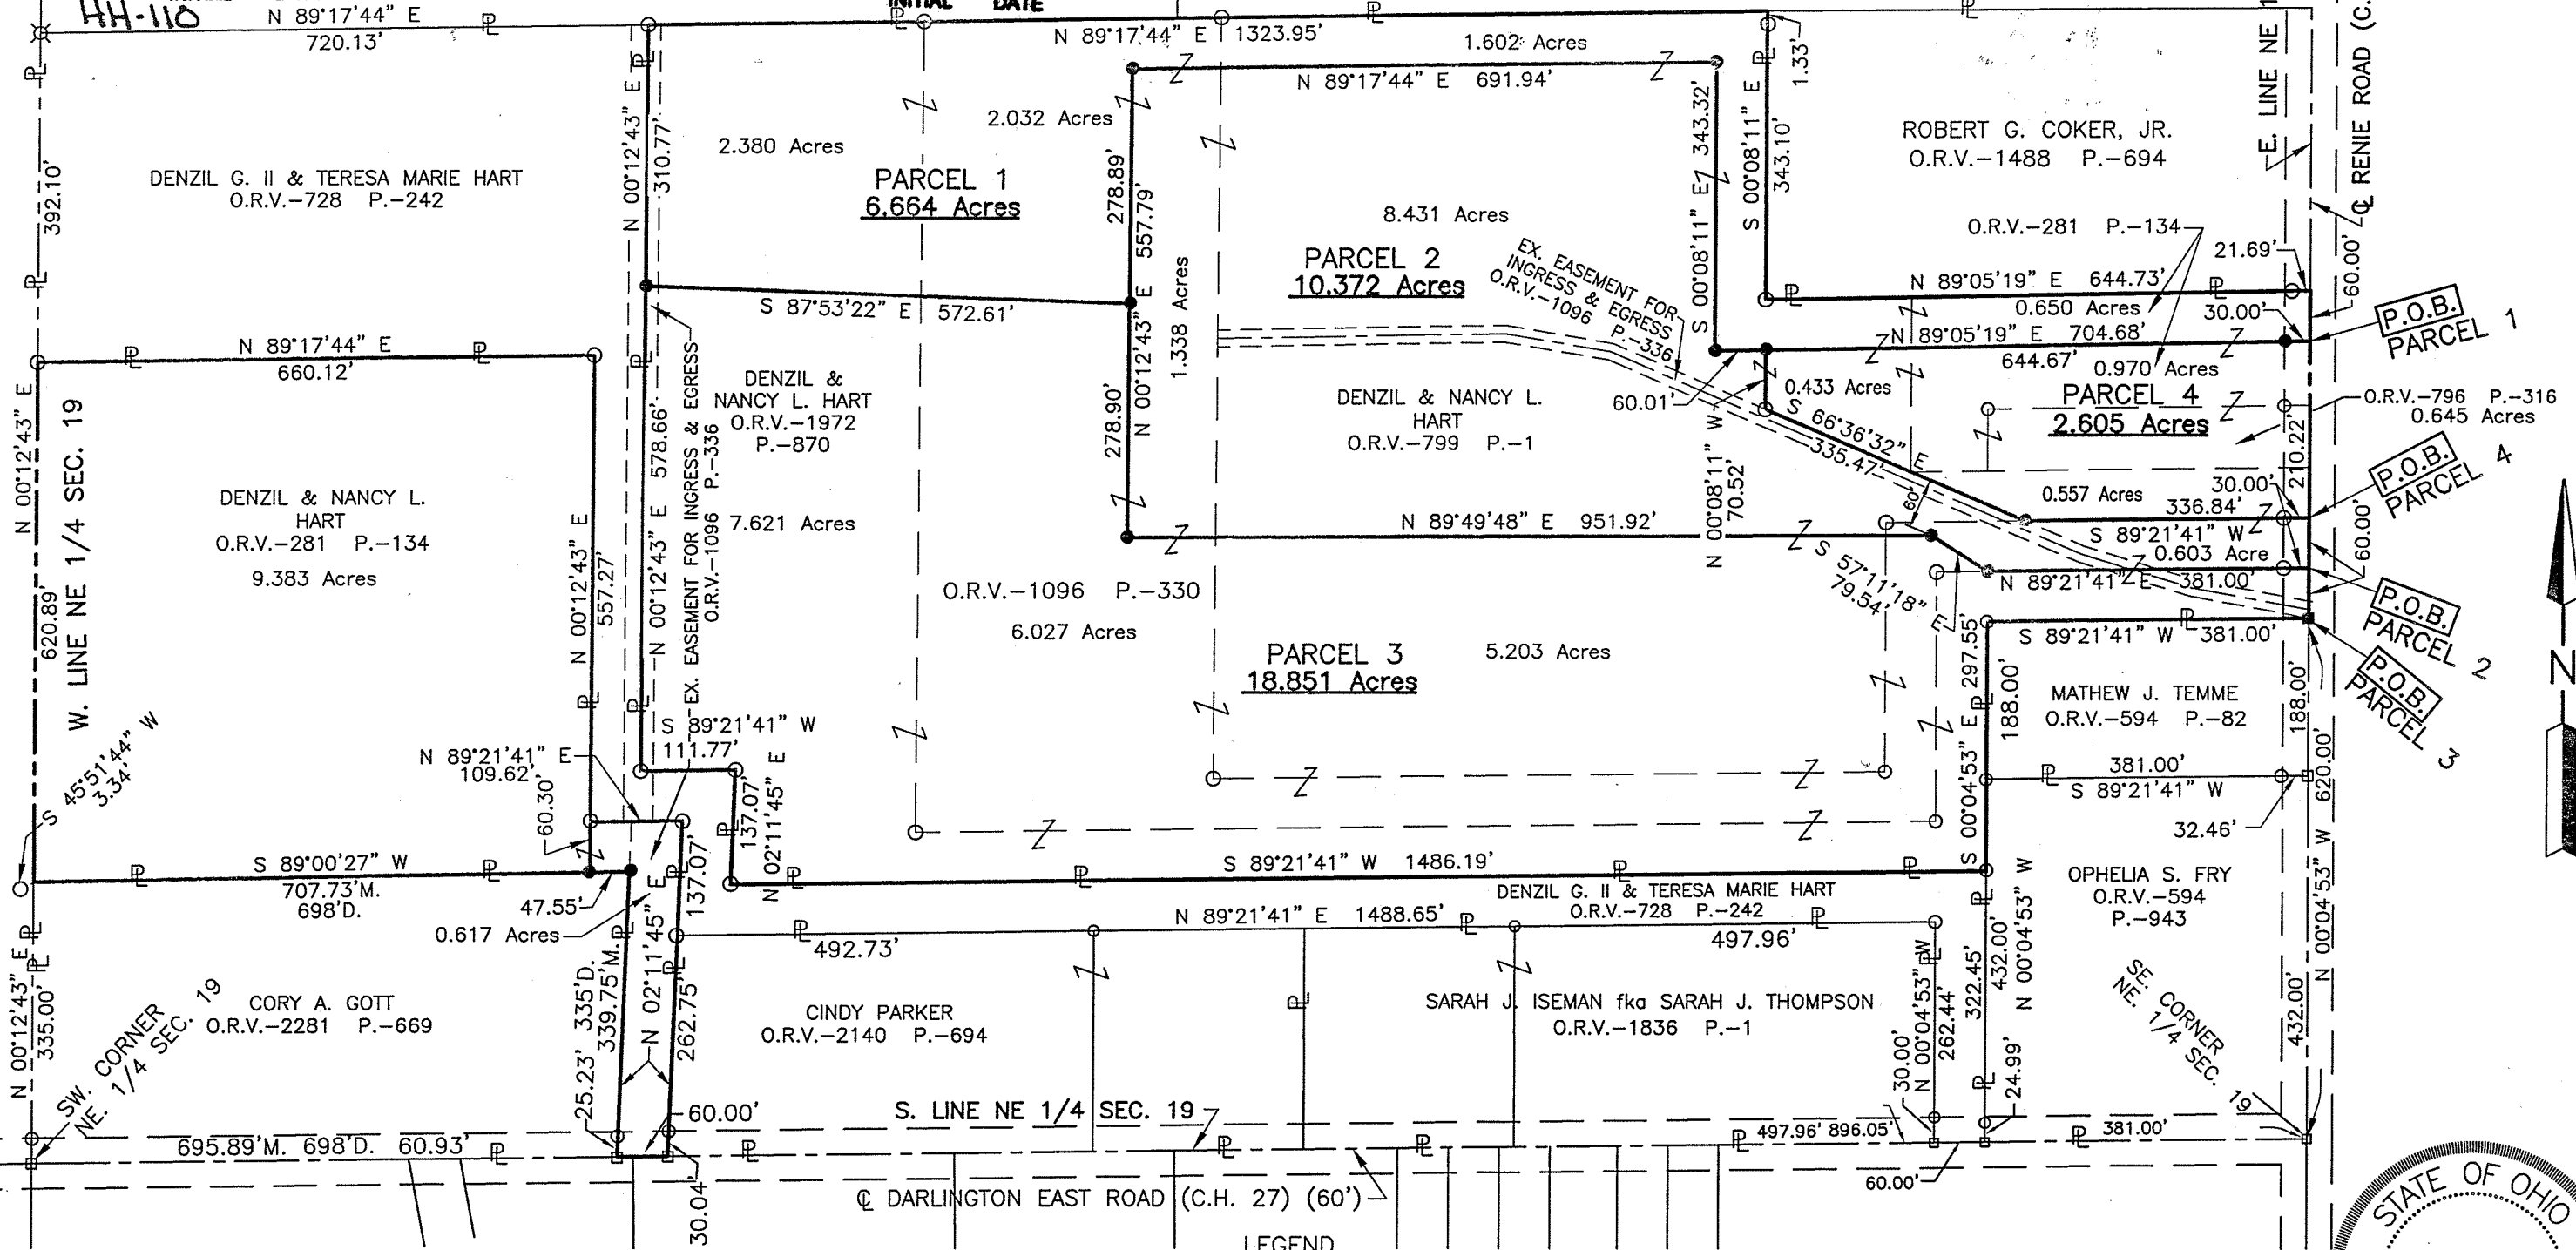 HH-110
INITIAL DATE
N 89°17'44" E
720.13'
N 89°17'44" E 1323.95'
1.602 Acres
1.33'
N 89°17'44" E 691.94'
392.10'
DENZIL G. II & TERESA MARIE HART
O.R.V.-728 P.-242
N 00°12'43" E
310.77'
2.380 Acres
2.032 Acres
PARCEL 1
6.664 Acres
278.89'
N 00°12'43" E 557.79'
278.90'
1.338 Acres
8.431 Acres
PARCEL 2
10.372 Acres
EX. EASEMENT FOR
INGRESS & EGRESS
O.R.V.-1096 P.-336
S 00°08'11" E 343.32'
S 00°08'11" E
343.10'
ROBERT G. COKER, JR.
O.R.V.-1488 P.-694
E. LINE NE 1
℄ RENIE ROAD (C.
O.R.V.-281 P.-134
21.69'
60.00'
N 89°05'19" E 644.73'
0.650 Acres
30.00'
P.O.B.
PARCEL 1
N 89°05'19" E 704.68'
644.67'
0.970 Acres
S 87°53'22" E 572.61'
N 89°17'44" E
660.12'
N 00°12'43" E
620.89'
W. LINE NE 1/4 SEC. 19
DENZIL & NANCY L.
HART
O.R.V.-281 P.-134
9.383 Acres
N 00°12'43" E
557.27'
N 00°12'43" E 578.66'
EX. EASEMENT FOR INGRESS & EGRESS
O.R.V.-1096 P.-336
DENZIL &
NANCY L. HART
O.R.V.-1972
P.-870
7.621 Acres
DENZIL & NANCY L.
HART
O.R.V.-799 P.-1
60.01'
0.433 Acres
PARCEL 4
2.605 Acres
O.R.V.-796 P.-316
0.645 Acres
210.22'
S 66°36'32" E
335.47'
60'
N 00°08'11" W
70.52'
0.557 Acres
30.00'
336.84'
P.O.B.
PARCEL 4
N 89°49'48" E 951.92'
S 89°21'41" W
0.603 Acre
60.00'
S 57°11'18" E
79.54'
N 89°21'41" E 381.00'
P.O.B.
PARCEL 2
O.R.V.-1096 P.-330
6.027 Acres
PARCEL 3
18.851 Acres
5.203 Acres
S 89°21'41" W 381.00'
P.O.B.
PARCEL 3
S 00°04'53" E 297.55'
188.00'
MATHEW J. TEMME
O.R.V.-594 P.-82
188.00'
N 00°04'53" W 620.00'
381.00'
S 89°21'41" W
32.46'
S 45°51'44" W
3.34'
N 89°21'41" E
109.62'
S 89°21'41" W
111.77'
60.30'
137.07'
N 02°11'45" E
S 89°00'27" W
707.73'M.
698'D.
47.55'
0.617 Acres
137.07'
S 89°21'41" W 1486.19'
DENZIL G. II & TERESA MARIE HART
O.R.V.-728 P.-242
N 89°21'41" E 1488.65'
492.73'
497.96'
OPHELIA S. FRY
O.R.V.-594
P.-943
N 00°12'43" E
335.00'
SW. CORNER
NE. 1/4 SEC. 19
CORY A. GOTT
O.R.V.-2281 P.-669
25.23' 335'D.
339.75'M.
N 02°11'45" E
262.75'
CINDY PARKER
O.R.V.-2140 P.-694
SARAH J. ISEMAN fka SARAH J. THOMPSON
O.R.V.-1836 P.-1
30.00'
N 00°04'53" W
262.44'
322.45'
432.00'
N 00°04'53" W
24.99'
SE. CORNER
NE. 1/4 SEC. 19
432.00'
695.89'M. 698'D. 60.93'
60.00'
S. LINE NE 1/4 SEC. 19
497.96' 896.05'
381.00'
60.00'
30.04'
℄ DARLINGTON EAST ROAD (C.H. 27) (60')
LEGEND
N
STATE OF OHIO